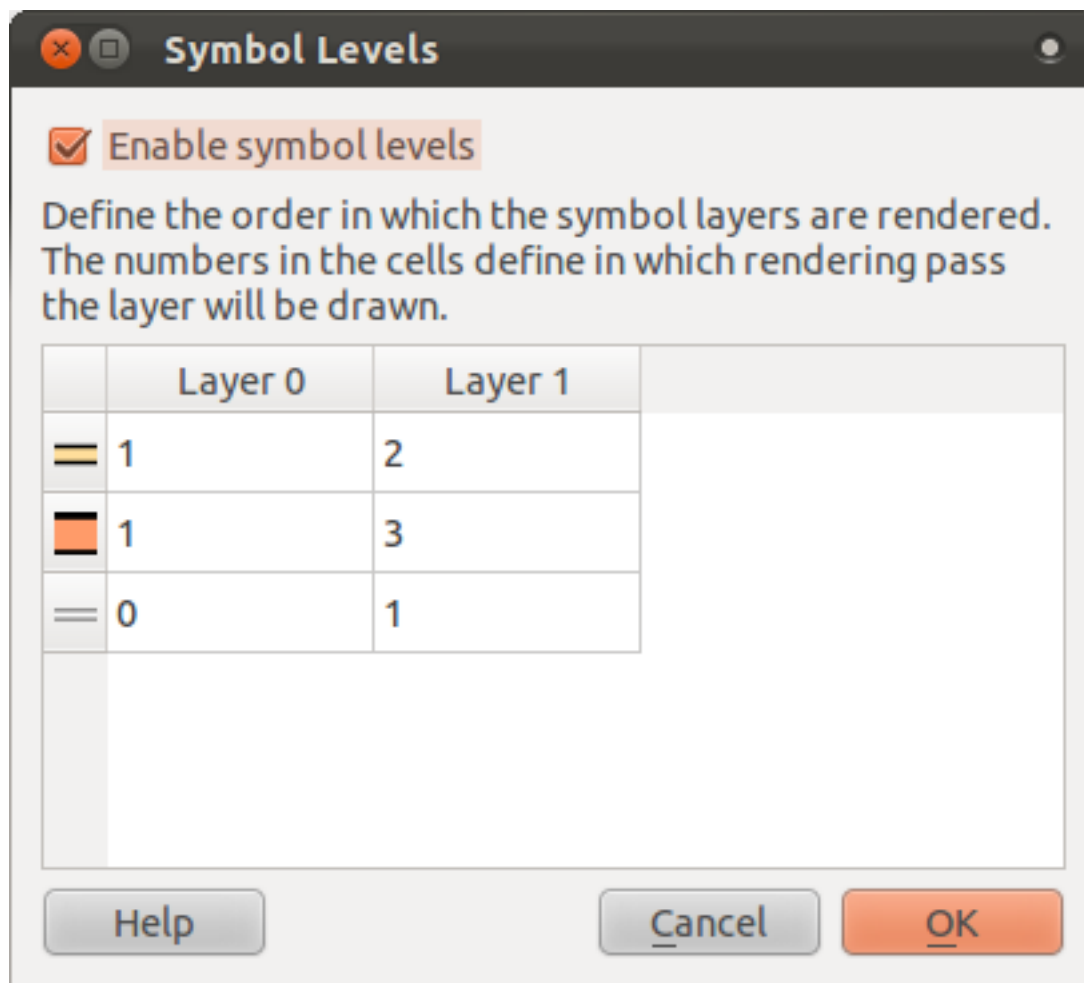 Symbol Levels
Enable symbol levels
Define the order in which the symbol layers are rendered.
The numbers in the cells define in which rendering pass
the layer will be drawn.
Layer 0 Layer 1
1 2
1 3
0 1
Help Cancel OK